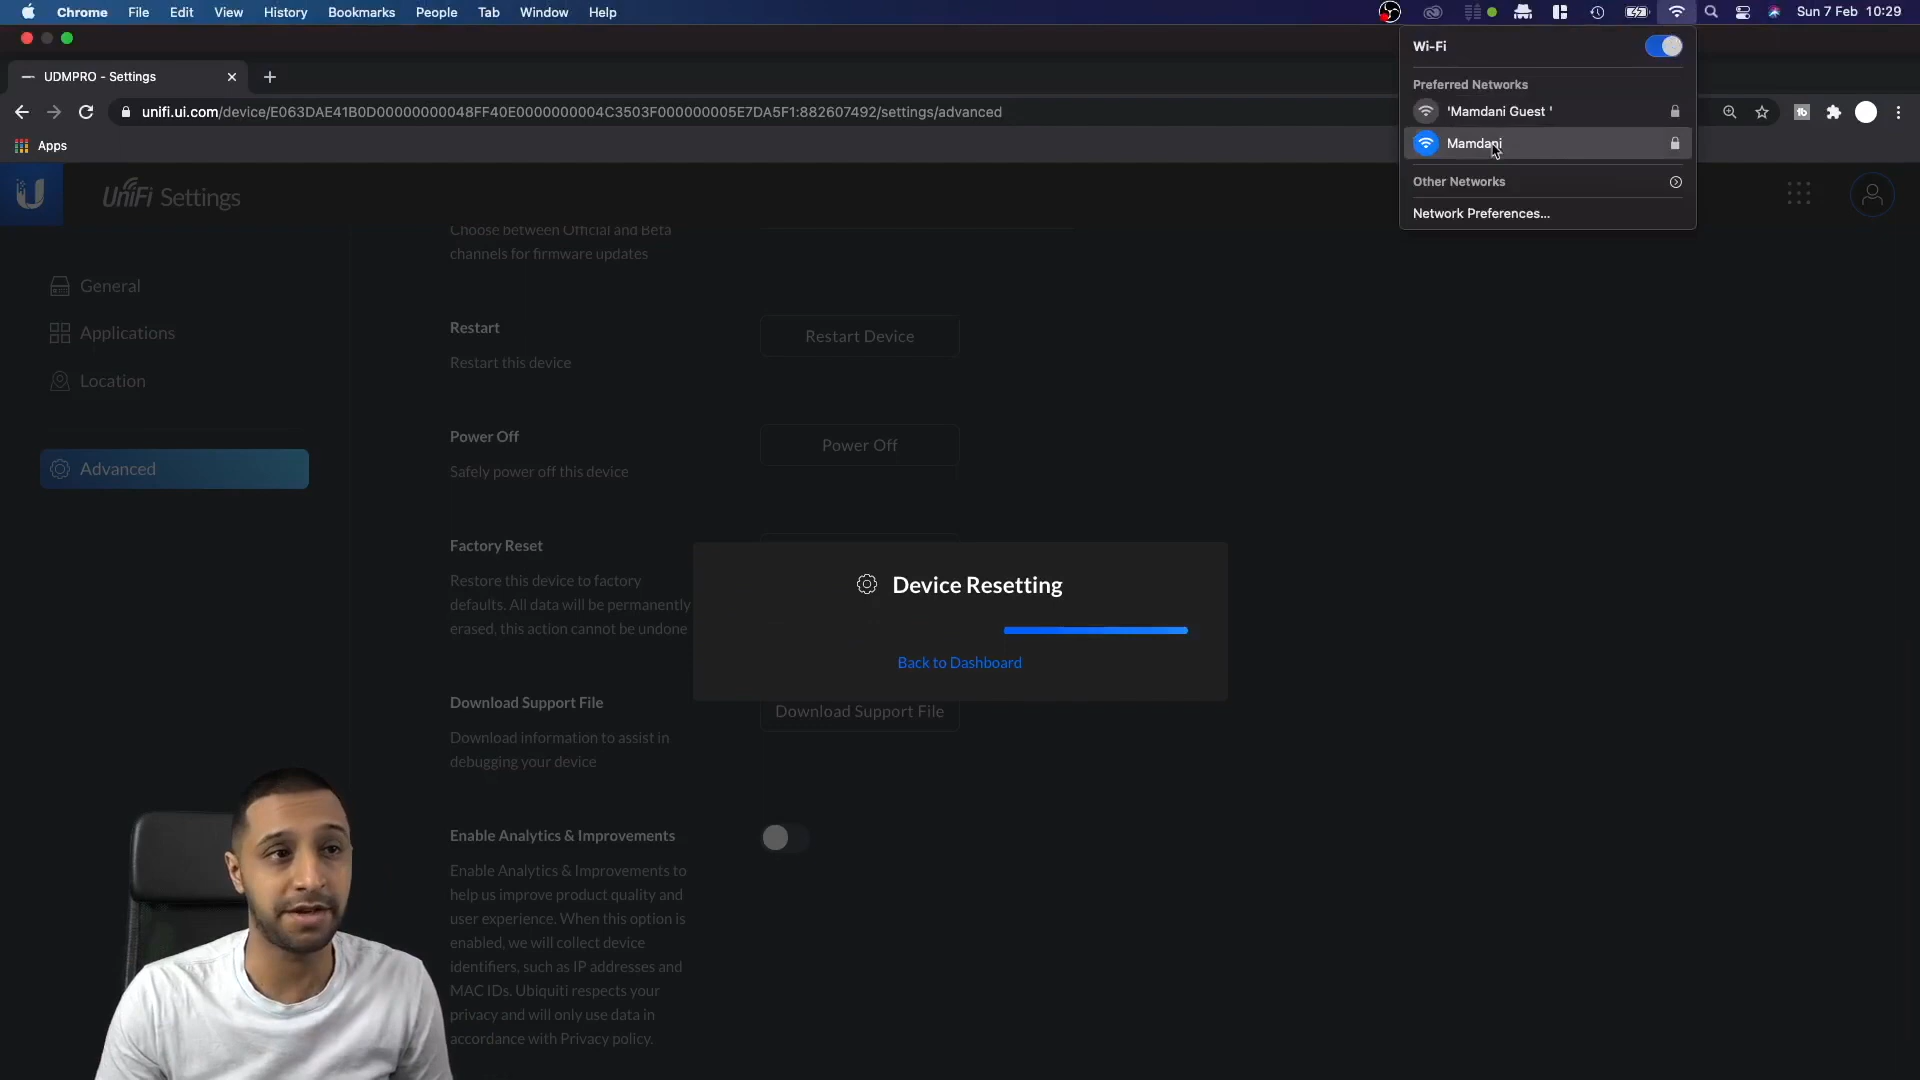 Chrome File Edit View History Bookmarks People Tab Window Help
Sun 7 Feb 10:29
Wi-Fi
Preferred Networks
'Mamdani Guest '
Mamdani
Other Networks
Network Preferences...
UDMPRO - Settings
unifi.ui.com/device/E063DAE41B0D00000000048FF40E0000000004C3503F000000005E7DA5F1:882607492/settings/advanced
Apps
UniFi Settings
General
Applications
Location
Advanced
Choose between Official and Beta
channels for firmware updates
Restart
Restart this device
Restart Device
Power Off
Safely power off this device
Power Off
Factory Reset
Restore this device to factory
defaults. All data will be permanently
erased, this action cannot be undone
Device Resetting
Back to Dashboard
Download Support File
Download information to assist in
debugging your device
Download Support File
Enable Analytics & Improvements
Enable Analytics & Improvements to
help us improve product quality and
user experience. When this option is
enabled, we will collect device
identifiers, such as IP addresses and
MAC IDs. Ubiquiti respects your
privacy and will only use data in
accordance with Privacy policy.